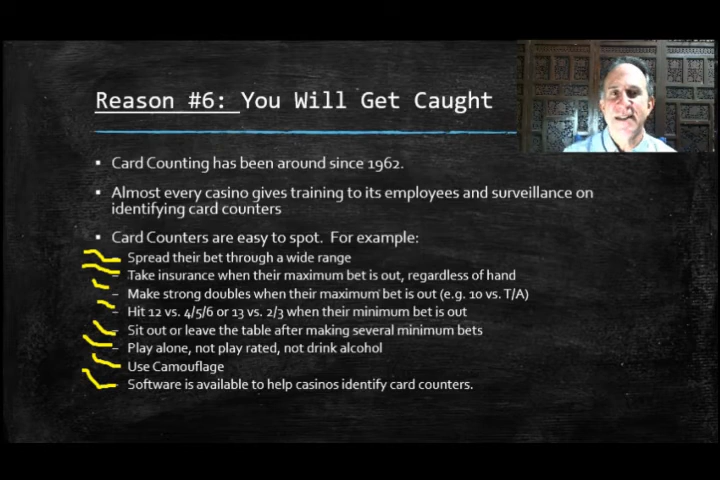 Reason #6: You Will Get Caught
▪ Card Counting has been around since 1962.
▪ Almost every casino gives training to its employees and surveillance on
identifying card counters
▪ Card Counters are easy to spot. For example:
– Spread their bet through a wide range
– Take insurance when their maximum bet is out, regardless of hand
– Make strong doubles when their maximum bet is out (e.g. 10 vs. T/A)
– Hit 12 vs. 4/5/6 or 13 vs. 2/3 when their minimum bet is out
– Sit out or leave the table after making several minimum bets
– Play alone, not play rated, not drink alcohol
– Use Camouflage
– Software is available to help casinos identify card counters.